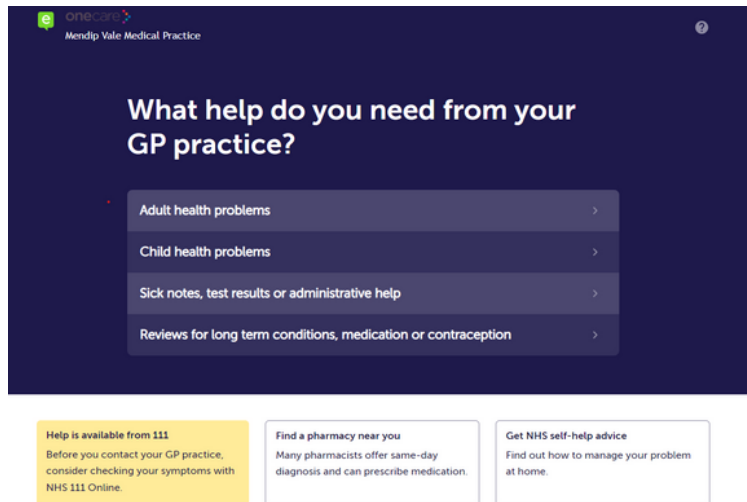 e onecare
Mendip Vale Medical Practice
?
What help do you need from your
GP practice?
Adult health problems
Child health problems
Sick notes, test results or administrative help
Reviews for long term conditions, medication or contraception
Help is available from 111
Before you contact your GP practice,
consider checking your symptoms with
NHS 111 Online.
Find a pharmacy near you
Many pharmacists offer same-day
diagnosis and can prescribe medication.
Get NHS self-help advice
Find out how to manage your problem
at home.